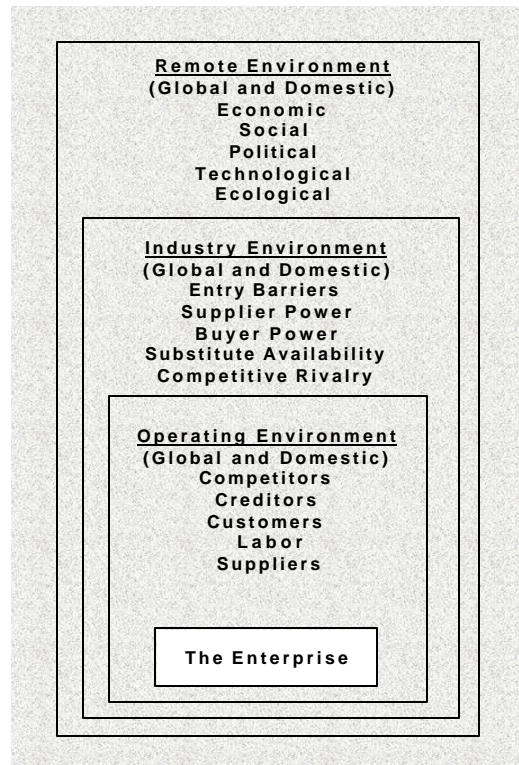 Remote Environment
(Global and Domestic)
Economic
Social
Political
Technological
Ecological
Industry Environment
(Global and Domestic)
Entry Barriers
Supplier Power
Buyer Power
Substitute Availability
Competitive Rivalry
Operating Environment
(Global and Domestic)
Competitors
Creditors
Customers
Labor
Suppliers
The Enterprise